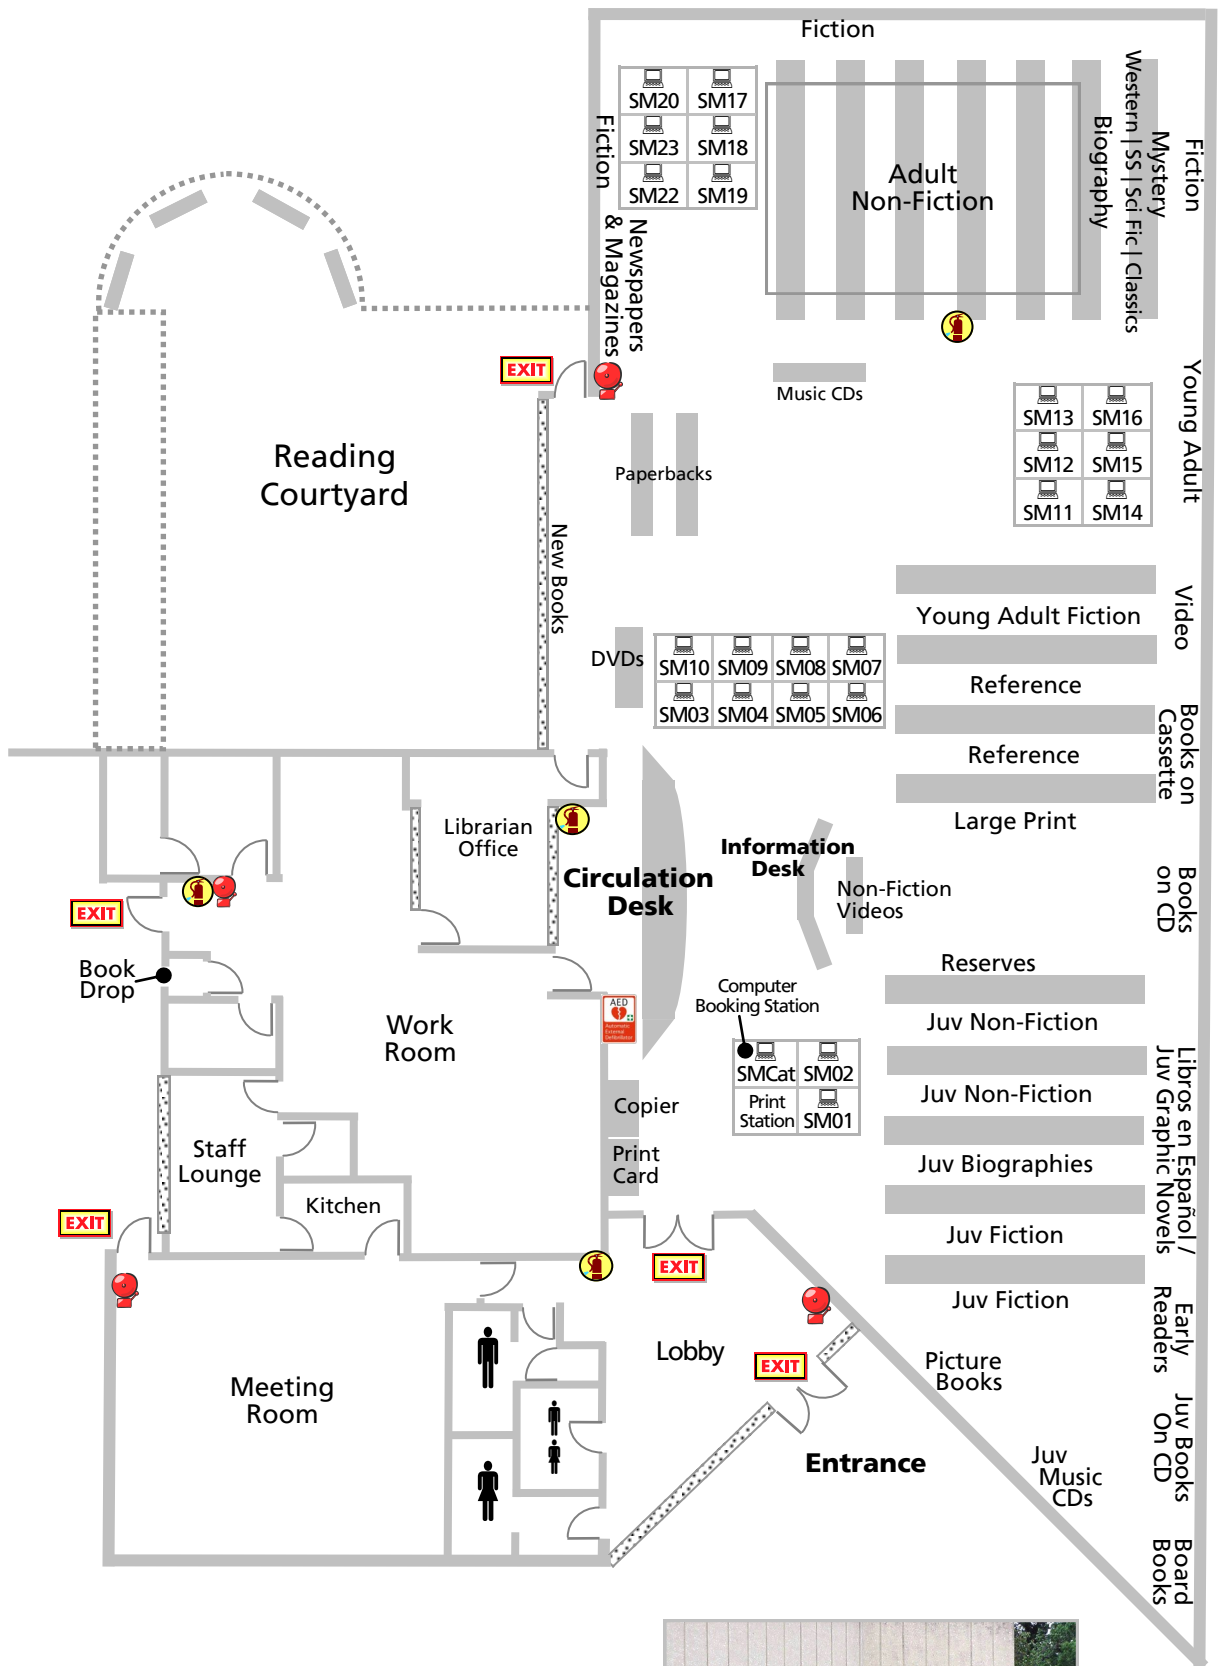 Fiction
SM20 SM17
SM23 SM18
SM22 SM19
Fiction
Newspapers
& Magazines
Adult
Non-Fiction
Biography
Western | SS | Sci Fic | Classics
Mystery
Fiction
EXIT
Music CDs
Young Adult
SM13 SM16
SM12 SM15
SM11 SM14
Reading
Courtyard
Paperbacks
New Books
Young Adult Fiction
Video
DVDs
SM10 SM09 SM08 SM07
SM03 SM04 SM05 SM06
Reference
Books on
Cassette
Reference
Large Print
Librarian
Office
Information
Desk
Circulation
Desk
Non-Fiction
Videos
Books
on CD
EXIT
Book
Drop
Reserves
Computer
Booking Station
AED
Automatic
External
Defibrillator
Juv Non-Fiction
Work
Room
SMCat SM02
Print
Station
SM01
Juv Non-Fiction
Libros en Español /
Juv Graphic Novels
Copier
Print
Card
Staff
Lounge
Juv Biographies
Kitchen
EXIT
Juv Fiction
EXIT
Juv Fiction
Early
Readers
Lobby
EXIT
Picture
Books
Meeting
Room
Juv Books
On CD
Entrance
Juv
Music
CDs
Board
Books